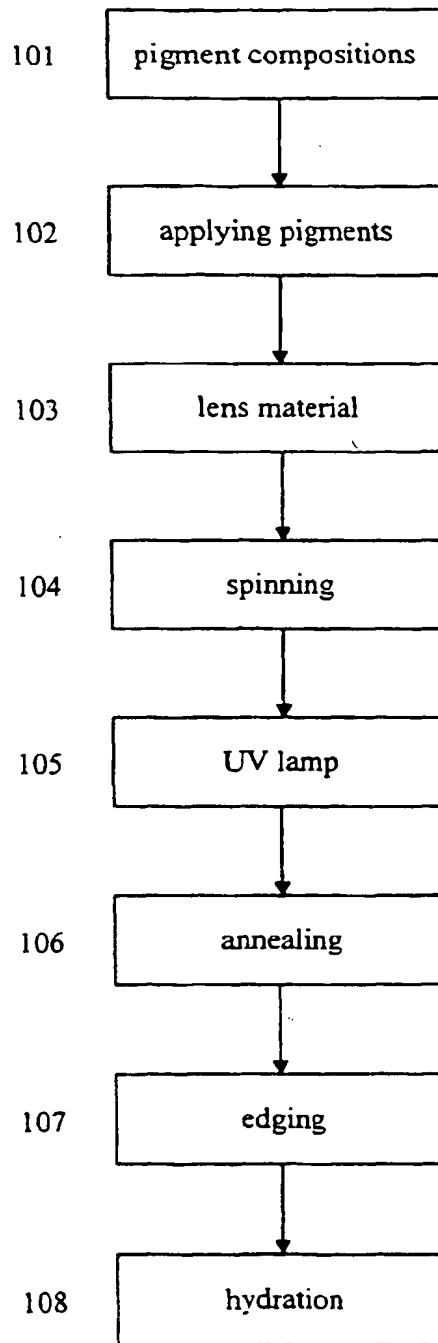 101 pigment compositions
102 applying pigments
103 lens material
104 spinning
105 UV lamp
106 annealing
107 edging
108 hydration